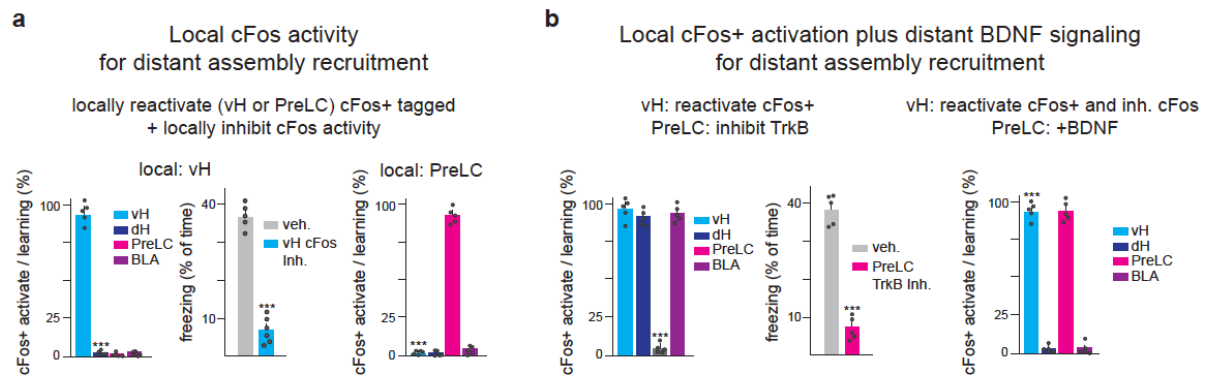 a
Local cFos activity
for distant assembly recruitment
locally reactivate (vH or PreLC) cFos+ tagged
+ locally inhibit cFos activity
local: vH
local: PreLC
cFos+ activate / learning (%)
100
25
0
***
vH
dH
PreLC
BLA
freezing (% of time)
40
10
***
veh.
vH cFos
Inh.
cFos+ activate / learning (%)
100
25
0
***
b
Local cFos+ activation plus distant BDNF signaling
for distant assembly recruitment
vH: reactivate cFos+
PreLC: inhibit TrkB
vH: reactivate cFos+ and inh. cFos
PreLC: +BDNF
cFos+ activate / learning (%)
100
25
0
***
vH
dH
PreLC
BLA
freezing (% of time)
40
10
***
veh.
PreLC
TrkB Inh.
cFos+ activate / learning (%)
100
25
0
***
vH
dH
PreLC
BLA